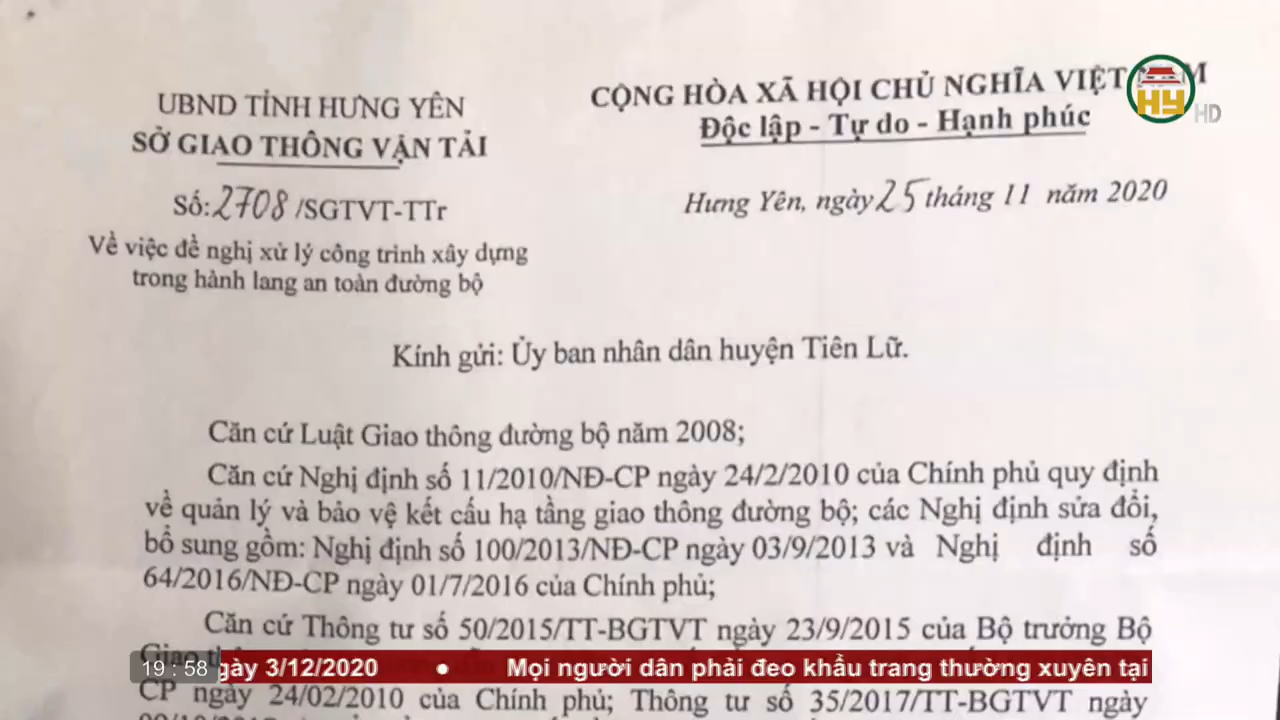 UBND TỈNH HƯNG YÊN
SỞ GIAO THÔNG VẬN TẢI
Số: 2708 /SGTVT-TTr
Về việc đề nghị xử lý công trình xây dựng
trong hành lang an toàn đường bộ
CỘNG HÒA XÃ HỘI CHỦ NGHĨA VIỆT
Độc lập - Tự do - Hạnh phúc
HY HD
Hưng Yên, ngày 25 tháng 11 năm 2020
Kính gửi: Ủy ban nhân dân huyện Tiên Lữ.
Căn cứ Luật Giao thông đường bộ năm 2008;
Căn cứ Nghị định số 11/2010/NĐ-CP ngày 24/2/2010 của Chính phủ quy định
về quản lý và bảo vệ kết cấu hạ tầng giao thông đường bộ; các Nghị định sửa đổi,
bổ sung gồm: Nghị định số 100/2013/NĐ-CP ngày 03/9/2013 và Nghị định số
64/2016/NĐ-CP ngày 01/7/2016 của Chính phủ;
Căn cứ Thông tư số 50/2015/TT-BGTVT ngày 23/9/2015 của Bộ trưởng Bộ
19:58 gày 3/12/2020 • Mọi người dân phải đeo khẩu trang thường xuyên tại
CP ngày 24/02/2010 của Chính phủ; Thông tư số 35/2017/TT-BGTVT ngày